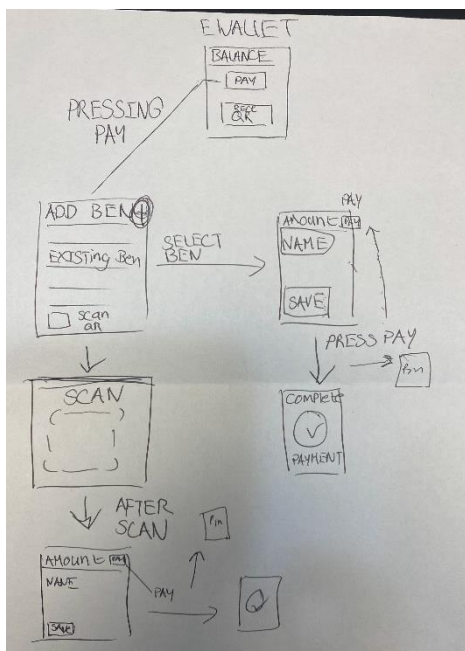 EWALLET
BALANCE
PAY
QR
PRESSING
PAY
ADD BEN +
EXISTING Ben
scan
QR
SELECT
BEN
PAY
AMOUNt PAY
NAME
SAVE
PRESS PAY
Pin
COMPLETE
PAYMENT
SCAN
AFTER
SCAN
Pin
AMOUNt PAY
NAME
SAVE
PAY